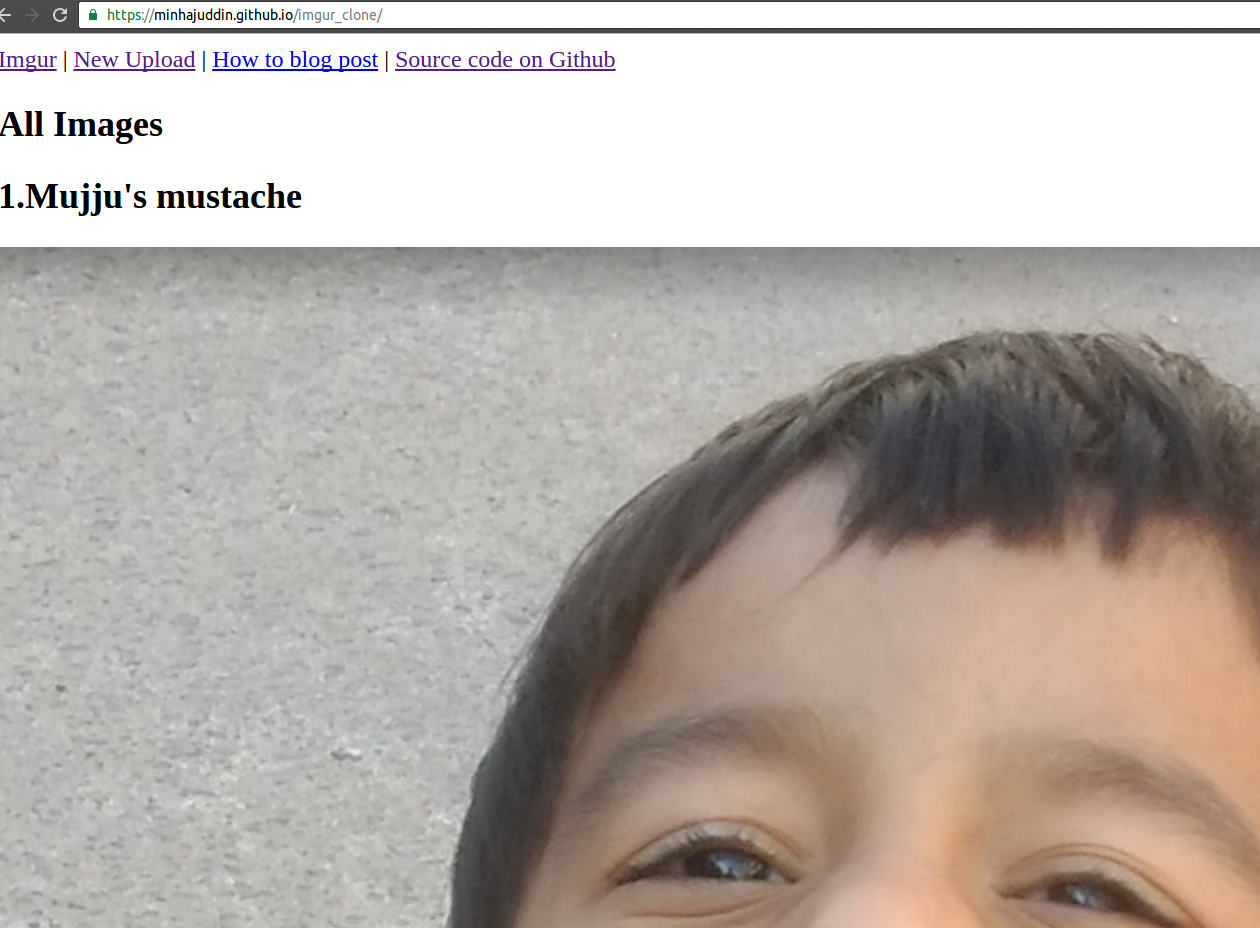 https://minhajuddin.github.io/imgur_clone/
Imgur | New Upload | How to blog post | Source code on Github
All Images
1.Mujju's mustache